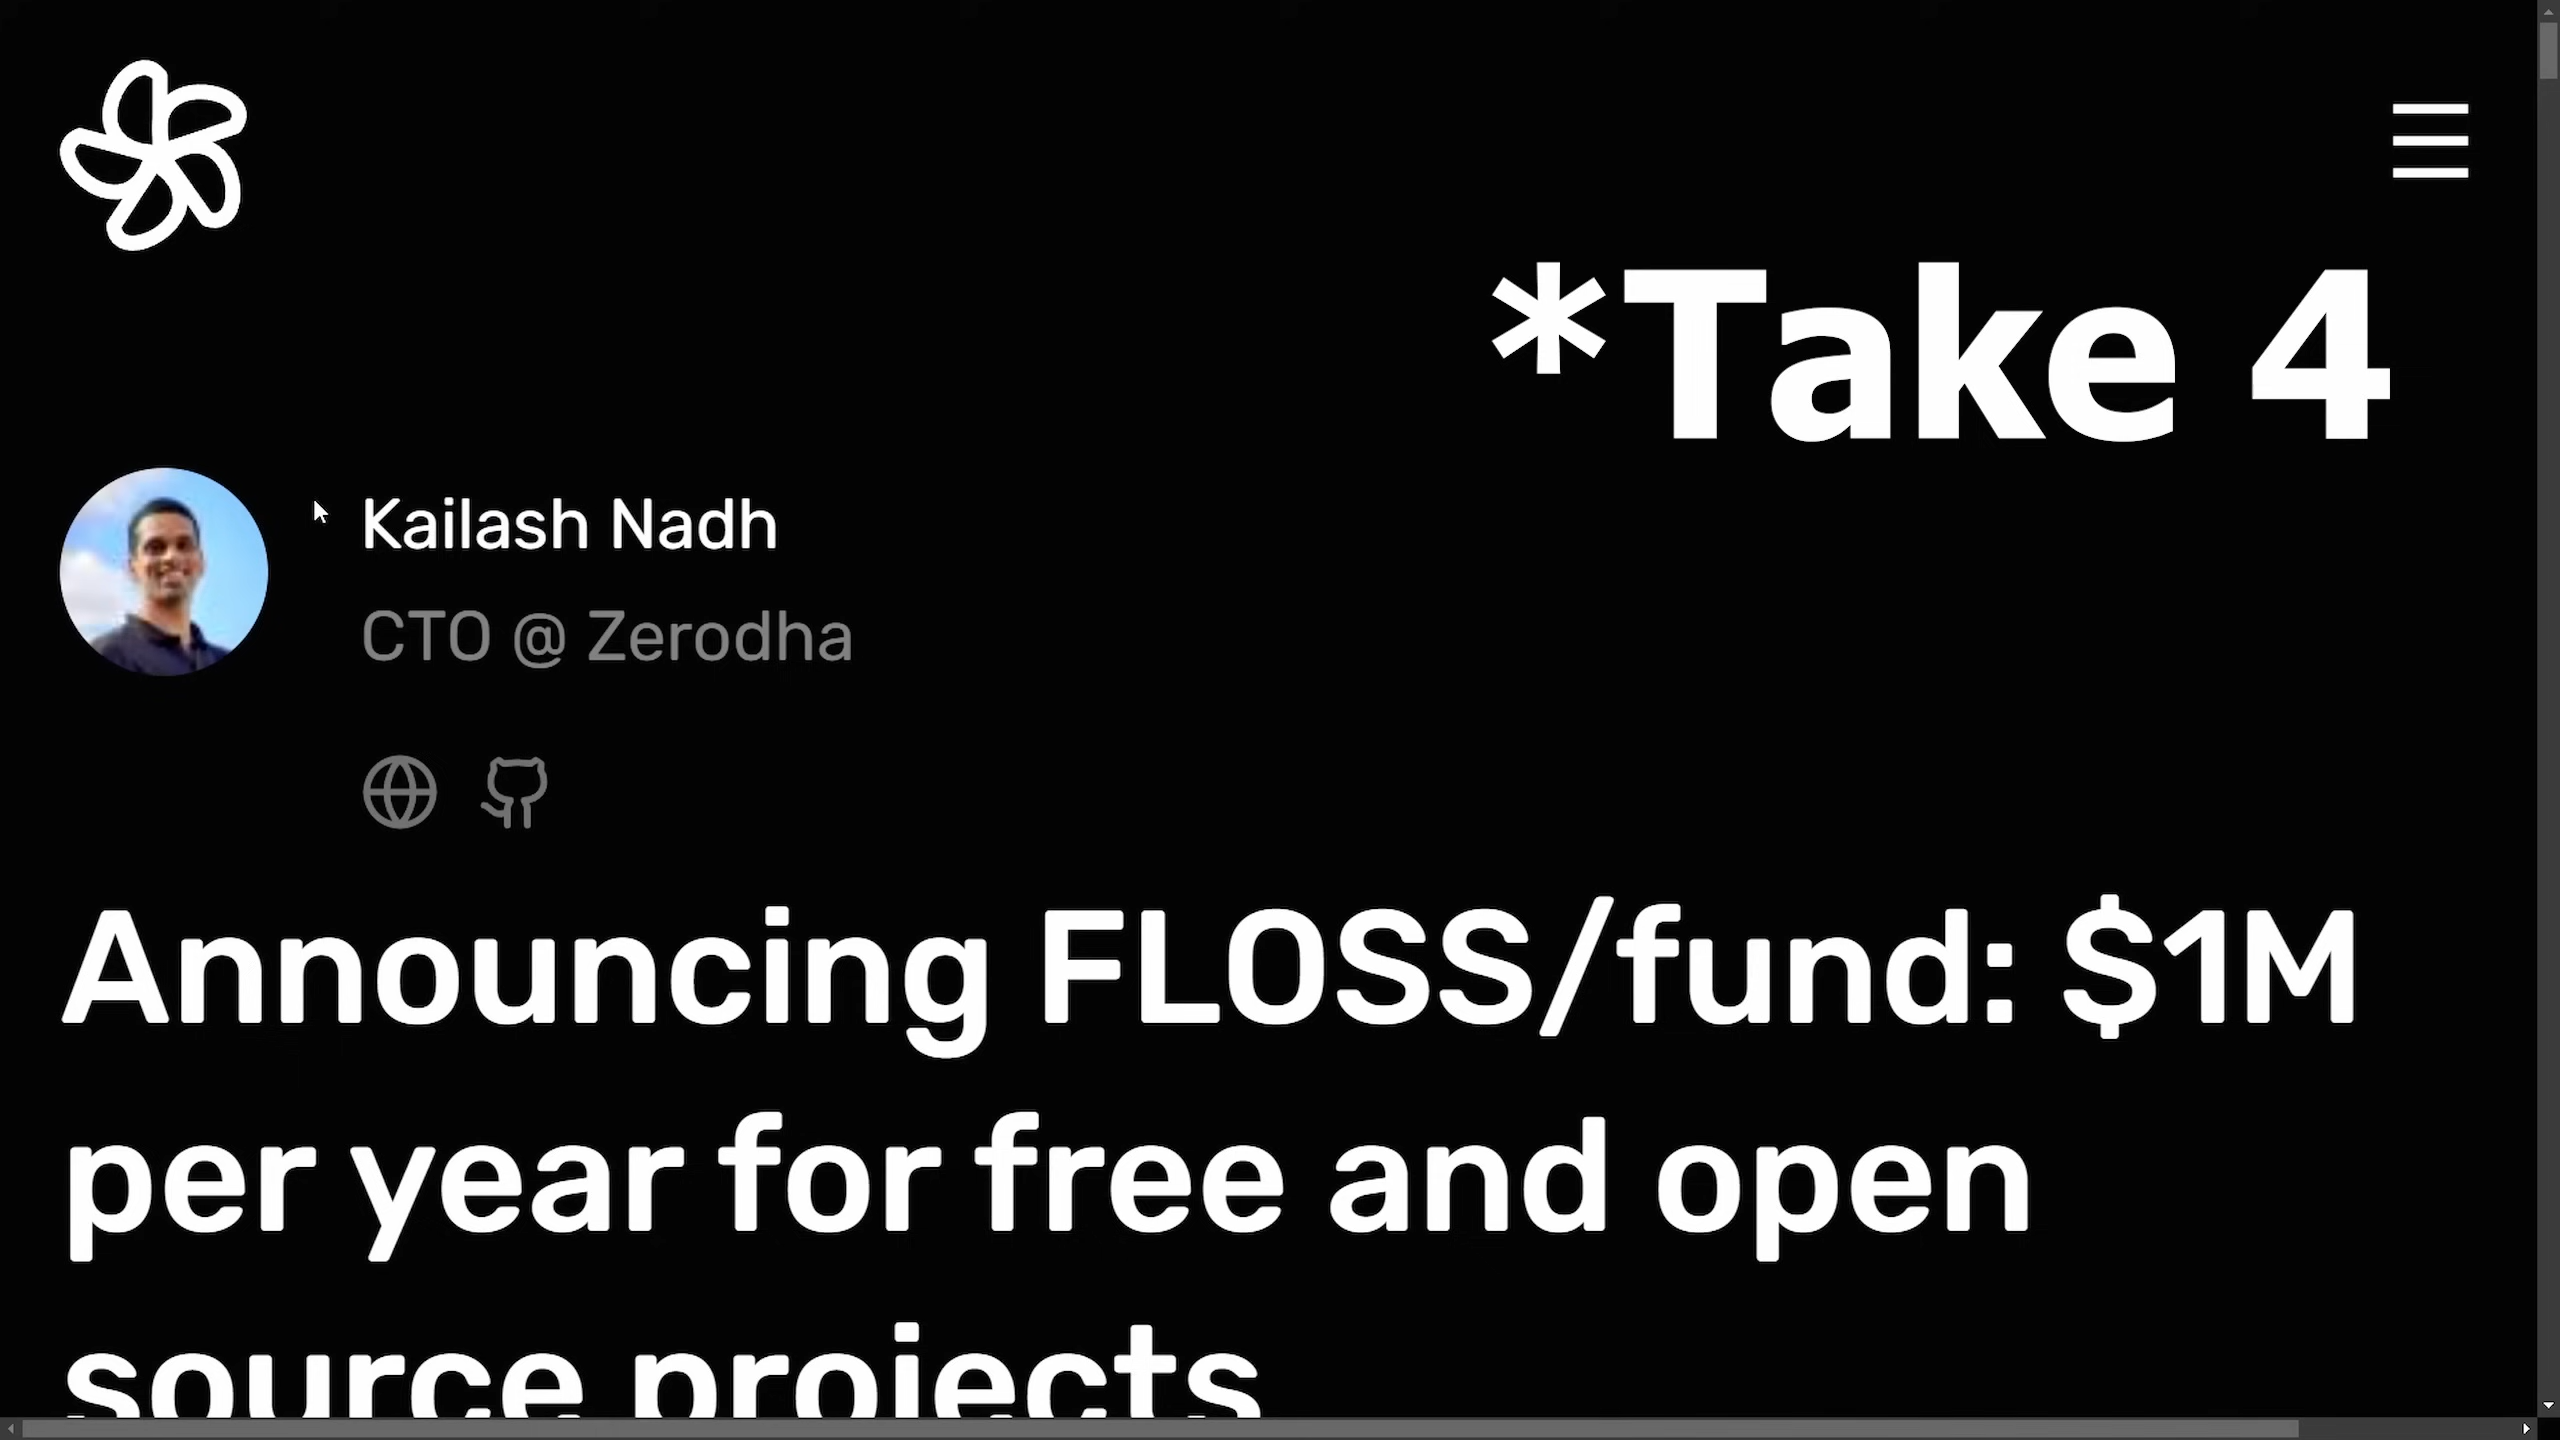 *Take 4
Kailash Nadh
CTO @ Zerodha
Announcing FLOSS/fund: $1M
per year for free and open
source projects